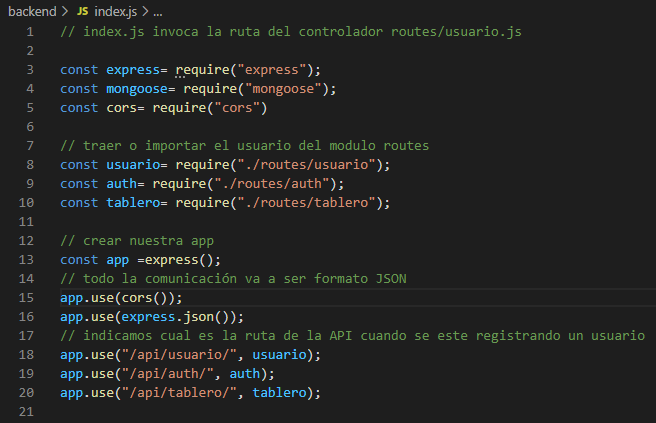 backend > JS index.js > ...
1 // index.js invoca la ruta del controlador routes/usuario.js
2
3 const express= require("express");
4 const mongoose= require("mongoose");
5 const cors= require("cors")
6
7 // traer o importar el usuario del modulo routes
8 const usuario= require("./routes/usuario");
9 const auth= require("./routes/auth");
10 const tablero= require("./routes/tablero");
11
12 // crear nuestra app
13 const app =express();
14 // todo la comunicación va a ser formato JSON
15 app.use(cors());
16 app.use(express.json());
17 // indicamos cual es la ruta de la API cuando se este registrando un usuario
18 app.use("/api/usuario/", usuario);
19 app.use("/api/auth/", auth);
20 app.use("/api/tablero/", tablero);
21